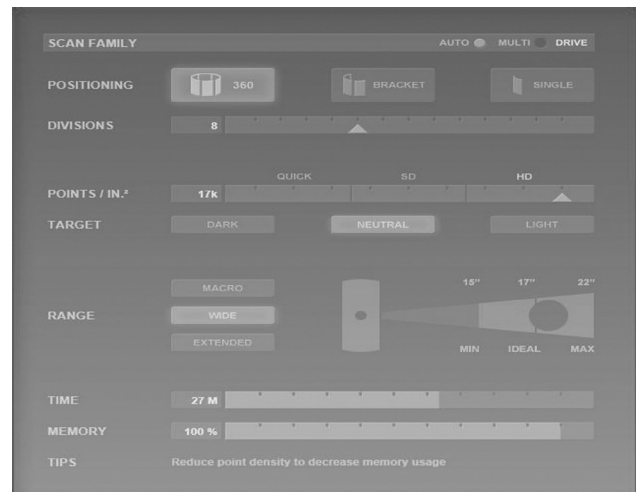 SCAN FAMILY AUTO MULTI DRIVE
POSITIONING 360 BRACKET SINGLE
DIVISIONS 8
QUICK SD HD
POINTS / IN.² 17k
TARGET DARK NEUTRAL LIGHT
MACRO 15" 17" 22"
RANGE WIDE
EXTENDED MIN IDEAL MAX
TIME 27 M
MEMORY 100 %
TIPS Reduce point density to decrease memory usage